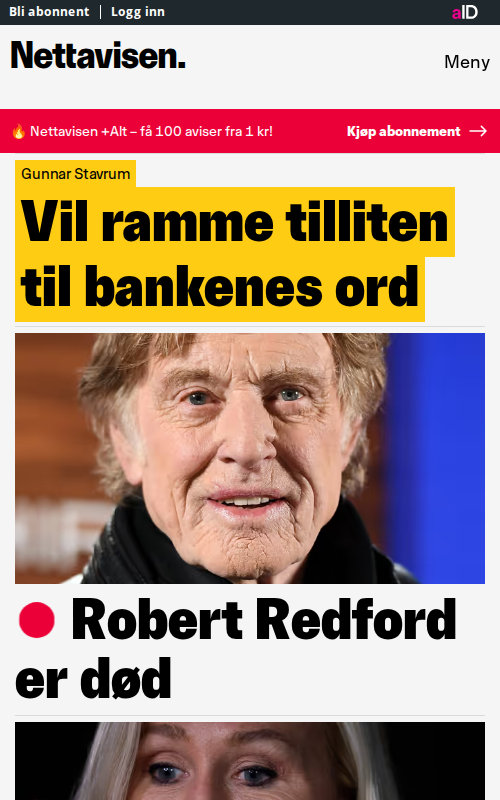 Bli abonnent | Logg inn
aID
Nettavisen.
Meny
🔥 Nettavisen +Alt – få 100 aviser fra 1 kr!
Kjøp abonnement →
Gunnar Stavrum
Vil ramme tilliten
til bankenes ord
Robert Redford
er død